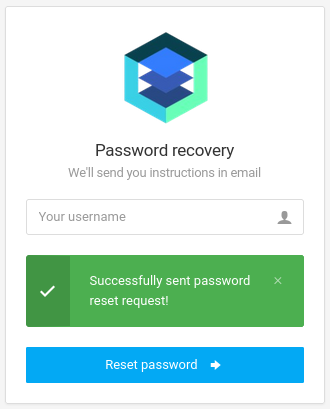 Password recovery
We'll send you instructions in email
Your username
Successfully sent password
reset request!
Reset password